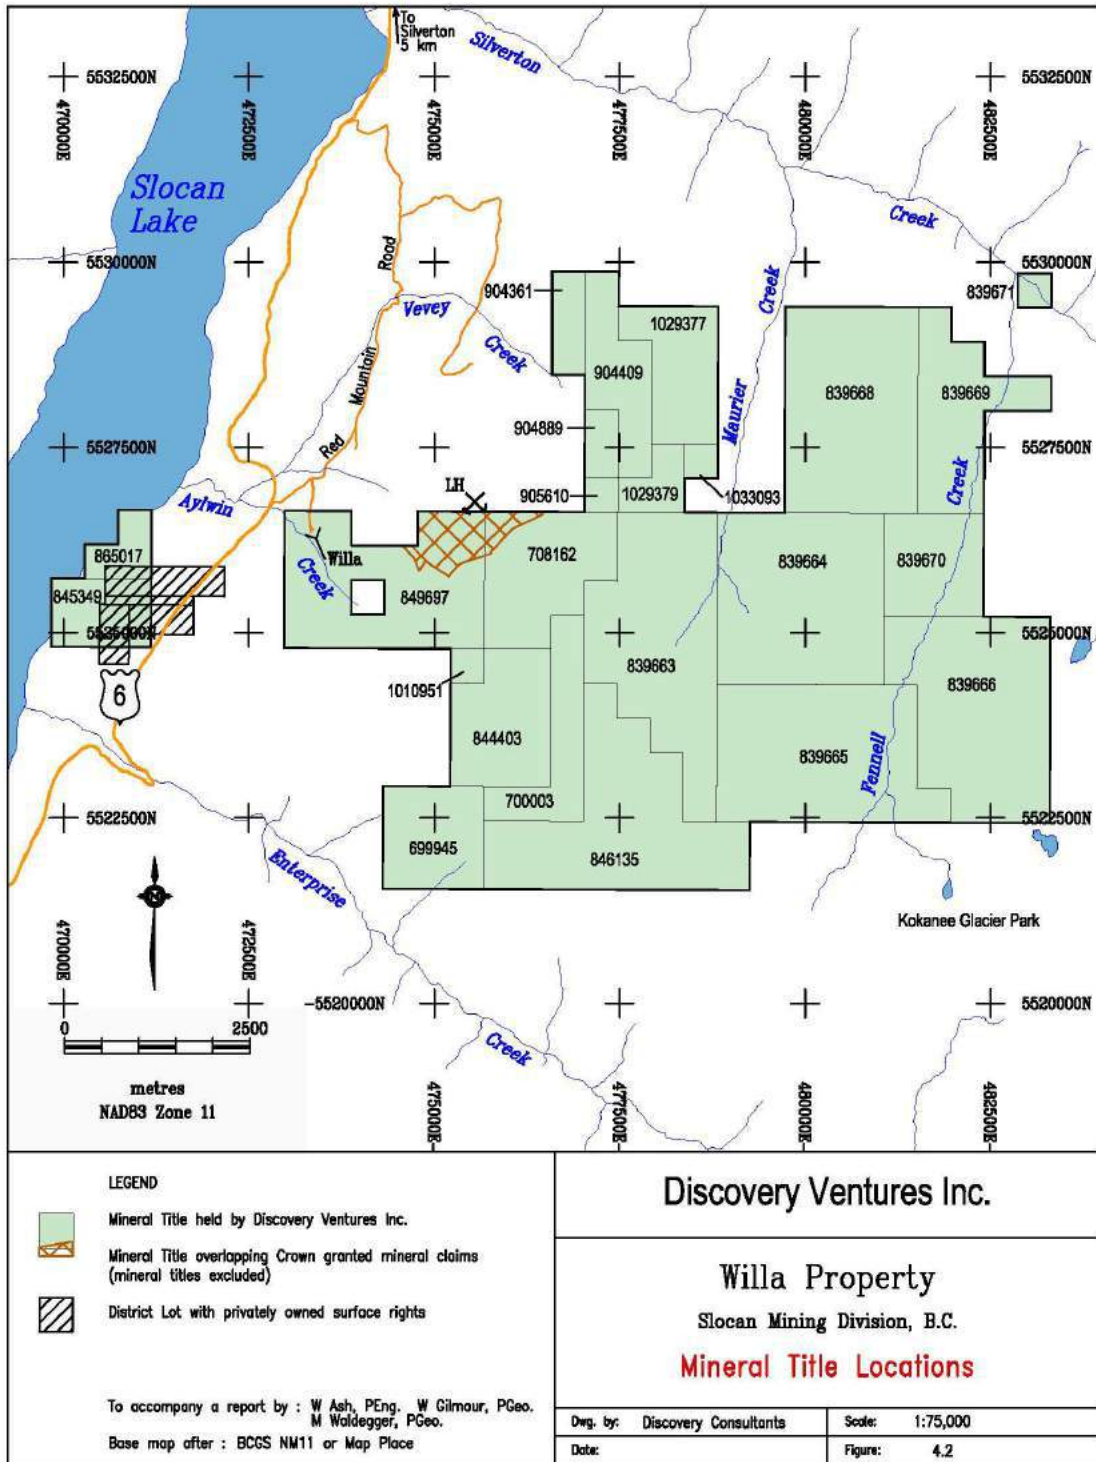 To
Silverton
5 km
Silverton
5532500N
5532500N
470000E
472500E
475000E
477500E
480000E
482500E
Slocan
Lake
Creek
Road
5530000N
5530000N
904361
Creek
839671
Vevey
1029377
Creek
904409
Mountain
839668
839669
Maurier
904889
5527500N
5527500N
Red
LH
905610
1029379
1033093
Creek
Aylwin
865017
Willa
708162
839664
839670
845349
Creek
849697
5525000N
5525000N
839663
6
1010951
839666
844403
839665
Fennell
700003
5522500N
5522500N
699945
846135
Enterprise
N
Kokanee Glacier Park
470000E
472500E
-5520000N
5520000N
0
2500
Creek
metres
NAD83 Zone 11
475000E
477500E
480000E
482500E
LEGEND
Mineral Title held by Discovery Ventures Inc.
Mineral Title overlapping Crown granted mineral claims
(mineral titles excluded)
District Lot with privately owned surface rights
To accompany a report by : W Ash, PEng. W Gilmour, PGeo.
M Waldegger, PGeo.
Base map after : BCGS NM11 or Map Place
Discovery Ventures Inc.
Willa Property
Slocan Mining Division, B.C.
Mineral Title Locations
Dwg. by: Discovery Consultants
Scale: 1:75,000
Date:
Figure: 4.2